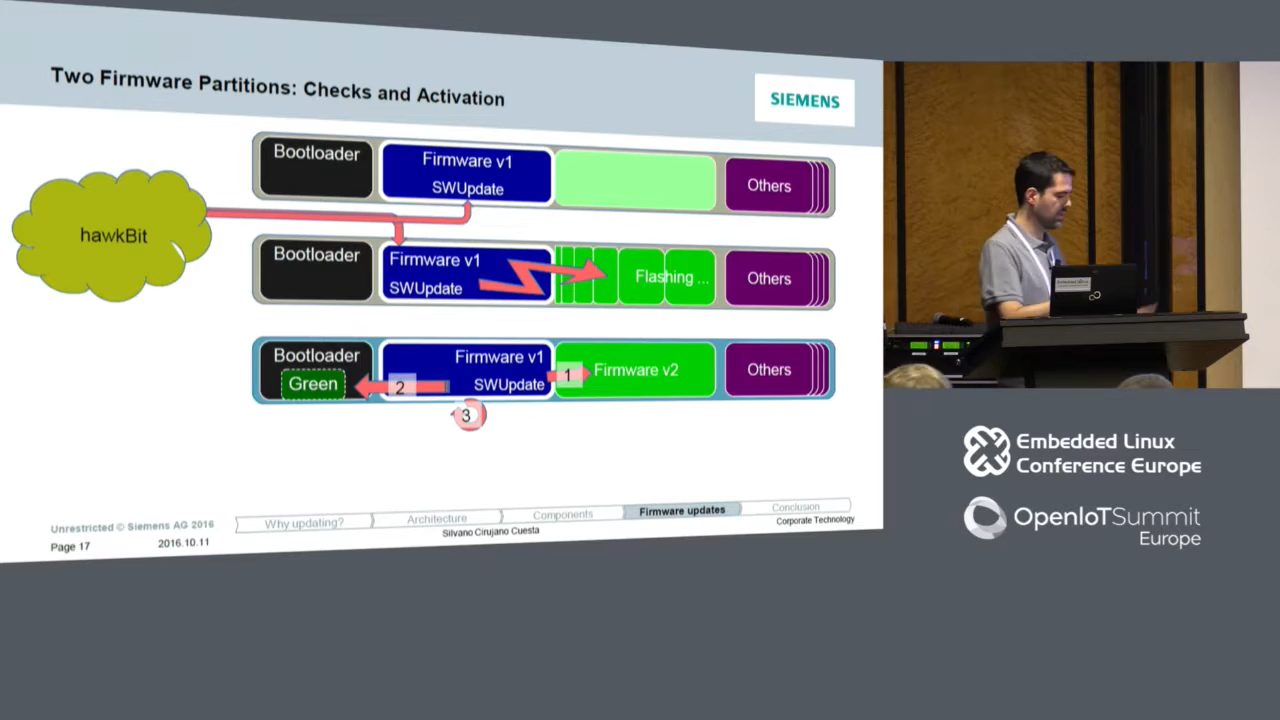 Two Firmware Partitions: Checks and Activation
SIEMENS
Bootloader
Firmware v1
SWUpdate
Others
hawkBit
Bootloader
Firmware v1
SWUpdate
Flashing ...
Others
Bootloader
Green
2
Firmware v1
SWUpdate
1
Firmware v2
Others
3
Unrestricted © Siemens AG 2016
Page 17
2016.10.11
Why updating?
Architecture
Components
Firmware updates
Conclusion
Silvano Cirujano Cuesta
Corporate Technology
Embedded Linux
Conference Europe
OpenIoTSummit
Europe